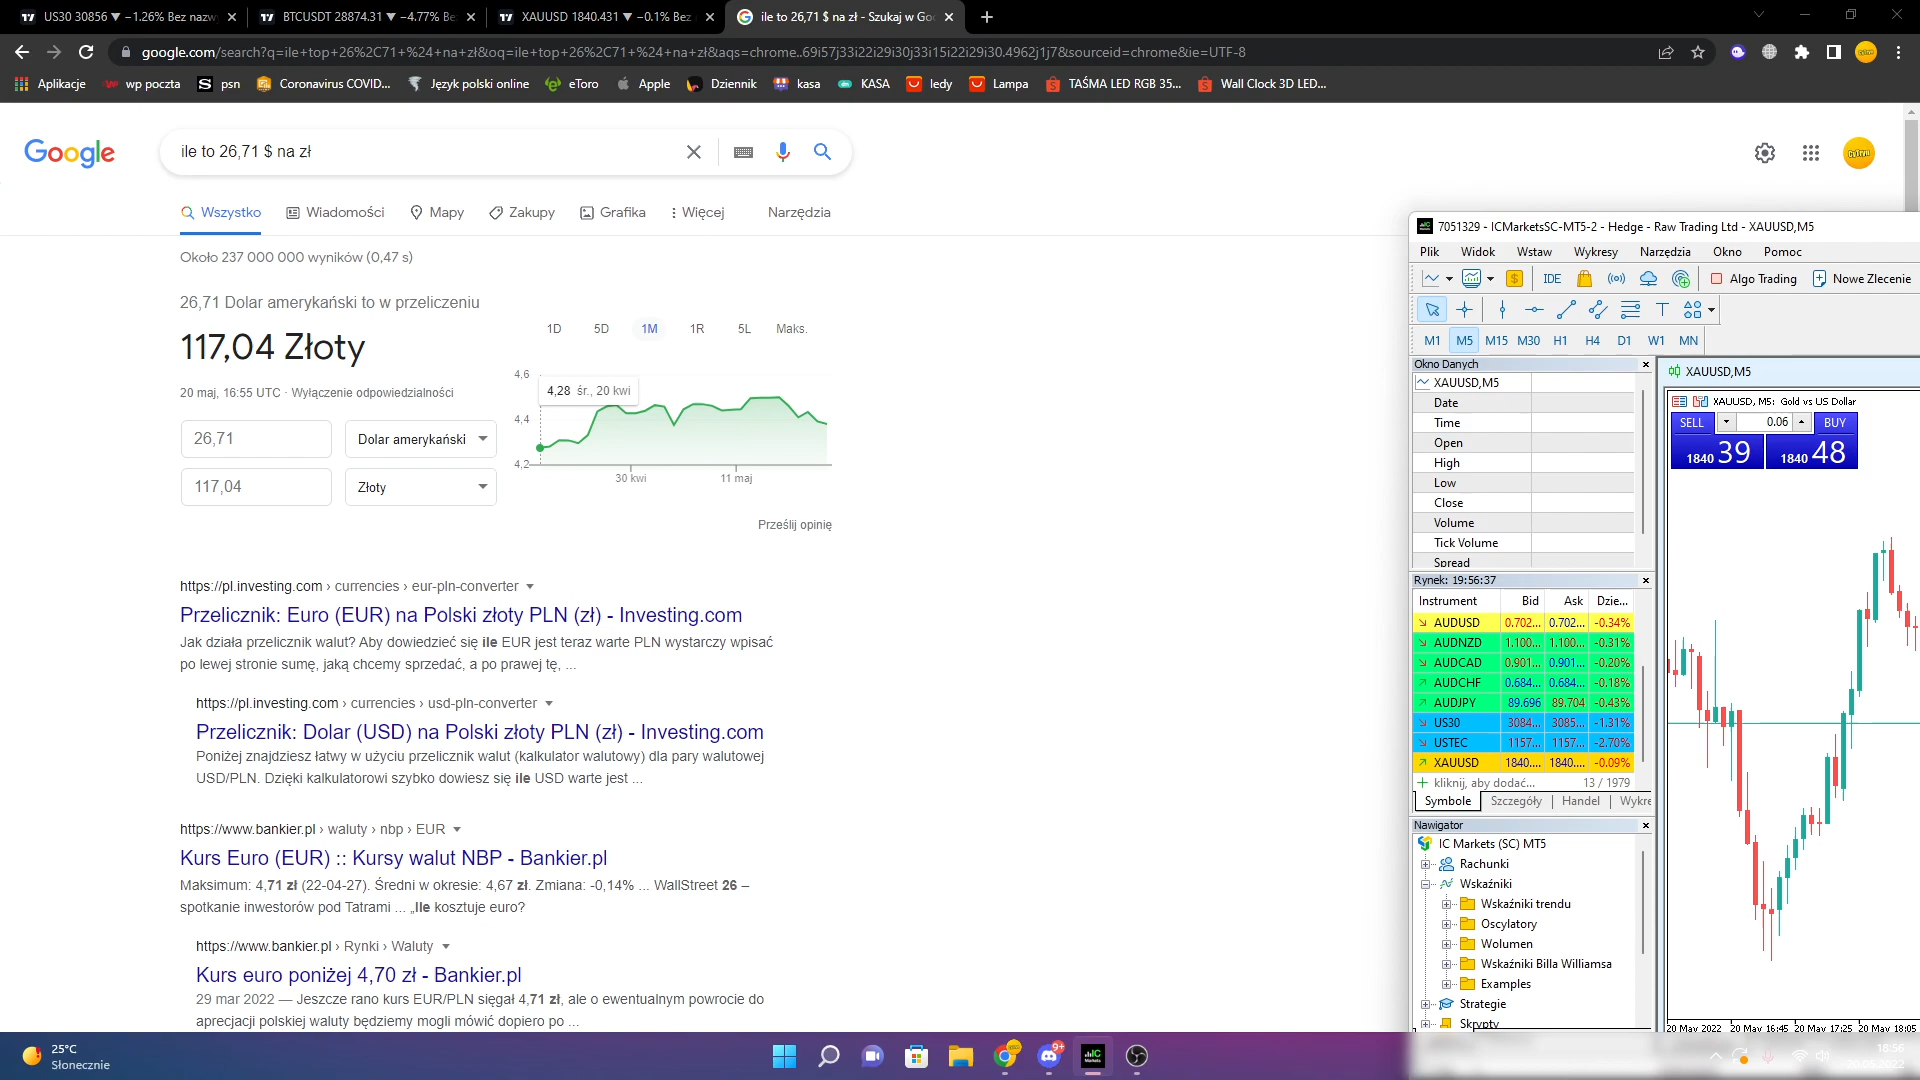 US30 30856 ▼ −1.26% Bez nazw
BTCUSDT 28874.31 ▼ −4.77% Be
XAUUSD 1840.431 ▼ −0.1% Bez
ile to 26,71 $ na zł - Szukaj w Go
google.com/search?q=ile+top+26%2C71+%24+na+zł&oq=ile+top+26%2C71+%24+na+zł&aqs=chrome..69i57j33i22i29i30j33i15i22i29i30.4962j1j7&sourceid=chrome&ie=UTF-8
Aplikacje
wp poczta
psn
Coronavirus COVID...
Język polski online
eToro
Apple
Dziennik
kasa
KASA
ledy
Lampa
TAŚMA LED RGB 35...
Wall Clock 3D LED...
Google
ile to 26,71 $ na zł
Wszystko
Wiadomości
Mapy
Zakupy
Grafika
Więcej
Narzędzia
Około 237 000 000 wyników (0,47 s)
26,71 Dolar amerykański to w przeliczeniu
117,04 Złoty
20 maj, 16:55 UTC · Wyłączenie odpowiedzialności
26,71
Dolar amerykański
117,04
Złoty
1D 5D 1M 1R 5L Maks.
4,6
4,28 śr., 20 kwi
4,4
4,2
30 kwi
11 maj
Prześlij opinię
https://pl.investing.com › currencies › eur-pln-converter
Przelicznik: Euro (EUR) na Polski złoty PLN (zł) - Investing.com
Jak działa przelicznik walut? Aby dowiedzieć się ile EUR jest teraz warte PLN wystarczy wpisać
po lewej stronie sumę, jaką chcemy sprzedać, a po prawej tę, ...
https://pl.investing.com › currencies › usd-pln-converter
Przelicznik: Dolar (USD) na Polski złoty PLN (zł) - Investing.com
Poniżej znajdziesz łatwy w użyciu przelicznik walut (kalkulator walutowy) dla pary walutowej
USD/PLN. Dzięki kalkulatorowi szybko dowiesz się ile USD warte jest ...
https://www.bankier.pl › waluty › nbp › EUR
Kurs Euro (EUR) :: Kursy walut NBP - Bankier.pl
Maksimum: 4,71 zł (22-04-27). Średni w okresie: 4,67 zł. Zmiana: -0,14% ... WallStreet 26 –
spotkanie inwestorów pod Tatrami ... „Ile kosztuje euro?
https://www.bankier.pl › Rynki › Waluty
Kurs euro poniżej 4,70 zł - Bankier.pl
29 mar 2022 — Jeszcze rano kurs EUR/PLN sięgał 4,71 zł, ale o ewentualnym powrocie do
aprecjacji polskiej waluty będziemy mogli mówić dopiero po ...
7051329 - ICMarketsSC-MT5-2 - Hedge - Raw Trading Ltd - XAUUSD,M5
Plik Widok Wstaw Wykresy Narzędzia Okno Pomoc
IDE
Algo Trading
Nowe Zlecenie
M1 M5 M15 M30 H1 H4 D1 W1 MN
Okno Danych
XAUUSD,M5
Date
Time
Open
High
Low
Close
Volume
Tick Volume
Spread
XAUUSD,M5
XAUUSD, M5: Gold vs US Dollar
SELL 0.06 BUY
1840 39 1840 48
Rynek: 19:56:37
Instrument Bid Ask Dzie...
AUDUSD 0.702... 0.702... -0.34%
AUDNZD 1.100... 1.100... -0.31%
AUDCAD 0.901... 0.901... -0.20%
AUDCHF 0.684... 0.684... -0.18%
AUDJPY 89.696 89.704 -0.43%
US30 3084... 3085... -1.31%
USTEC 1157... 1157... -2.70%
XAUUSD 1840.... 1840.... -0.09%
kliknij, aby dodać... 13 / 1979
Symbole Szczegóły Handel Wykre
Nawigator
IC Markets (SC) MT5
Rachunki
Wskaźniki
Wskaźniki trendu
Oscylatory
Wolumen
Wskaźniki Billa Williamsa
Examples
Strategie
Skrypty
20 May 2022 20 May 16:45 20 May 17:25 20 May 18:05
25°C
Słonecznie
9+
18:56
20.05.2022